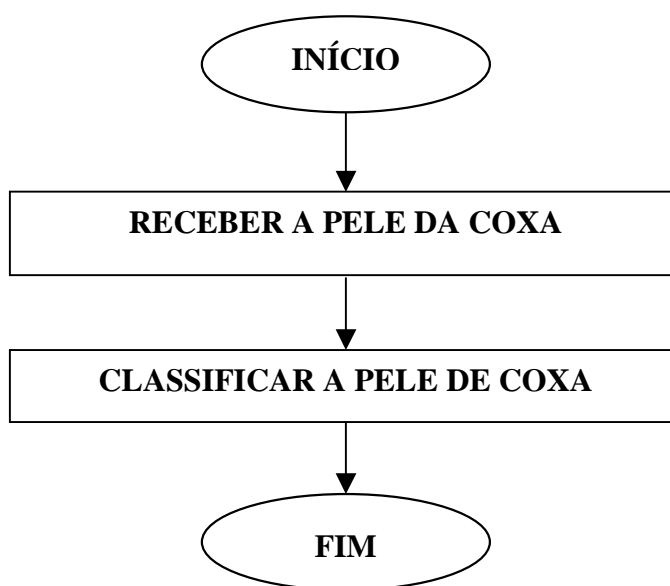 INÍCIO
RECEBER A PELE DA COXA
CLASSIFICAR A PELE DE COXA
FIM